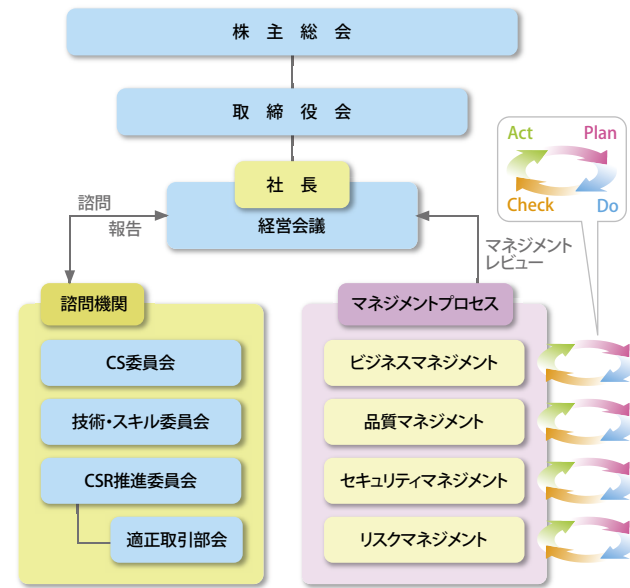 株主総会
取締役会
社長
経営会議
諮問
報告
マネジメント
レビュー
Act
Plan
Check
Do
諮問機関
CS委員会
技術・スキル委員会
CSR推進委員会
適正取引部会
マネジメントプロセス
ビジネスマネジメント
品質マネジメント
セキュリティマネジメント
リスクマネジメント